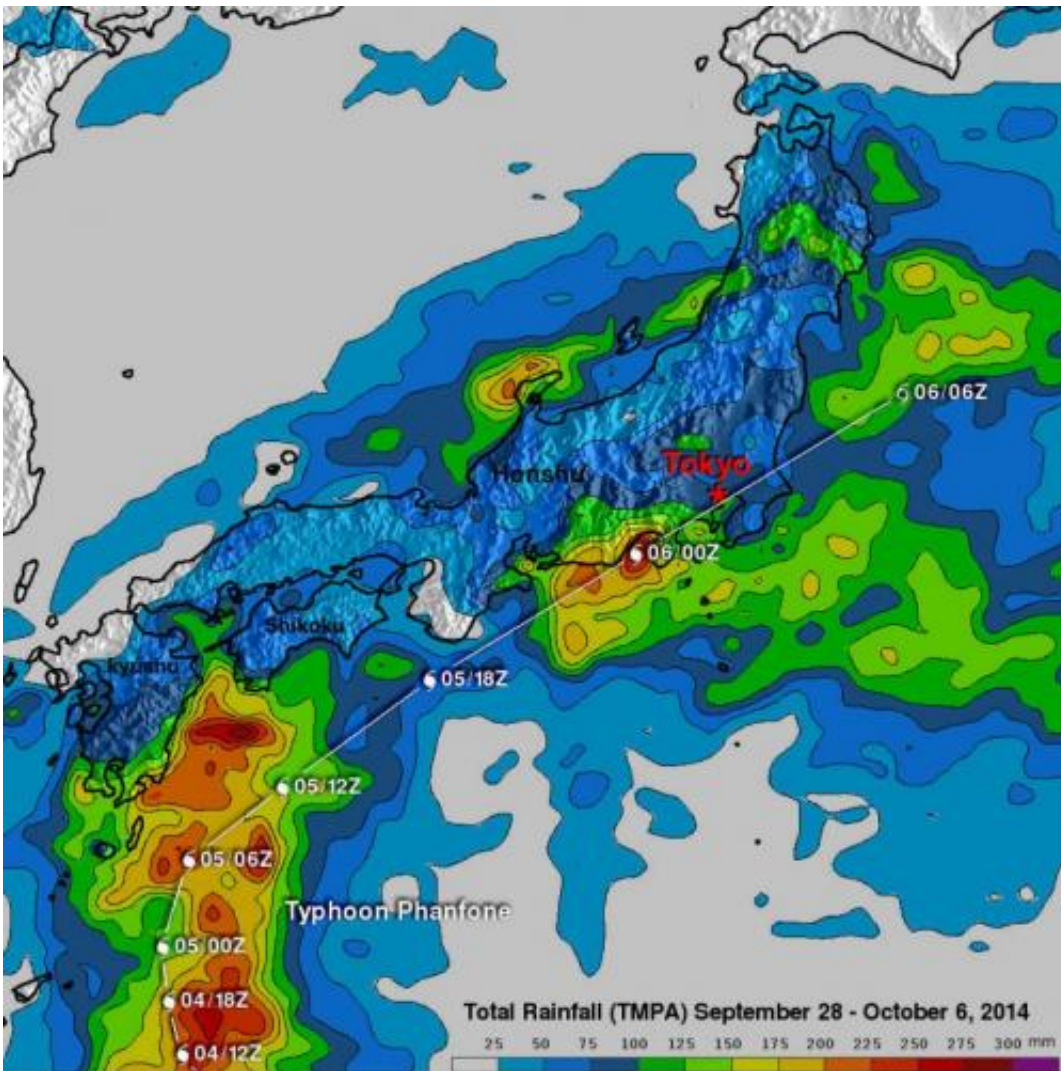 06/06Z
Tokyo
Honshu
06/00Z
Shikoku
kyushu
05/18Z
05/12Z
05/06Z
Typhoon Phanfone
05/00Z
04/18Z
Total Rainfall (TMPA) September 28 - October 6, 2014
04/12Z
25 50 75 100 125 150 175 200 225 250 275 300 mm